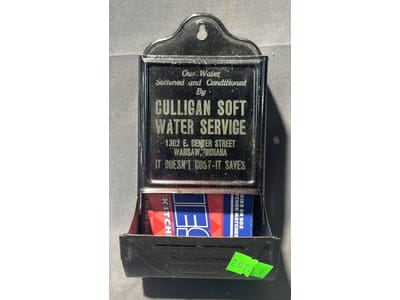 Our Water
Softened and Conditioned
By
CULLIGAN SOFT
WATER SERVICE
1302 E. CENTER STREET
WARSAW, INDIANA
IT DOESN'T COST-IT SAVES
KITCH